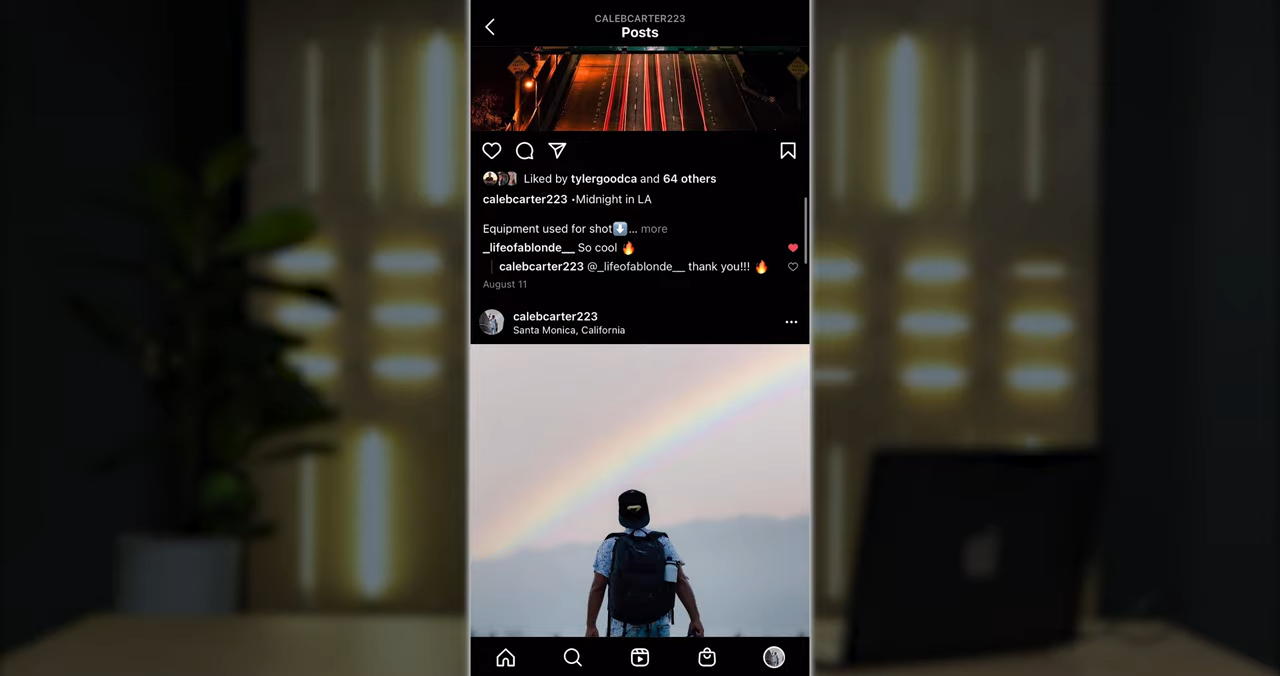 CALEBCARTER223
Posts
Liked by tylergoodca and 64 others
calebcarter223 •Midnight in LA
Equipment used for shot⬇️... more
_lifeofablonde__ So cool 🔥
calebcarter223 @_lifeofablonde__ thank you!!! 🔥
August 11
calebcarter223
Santa Monica, California